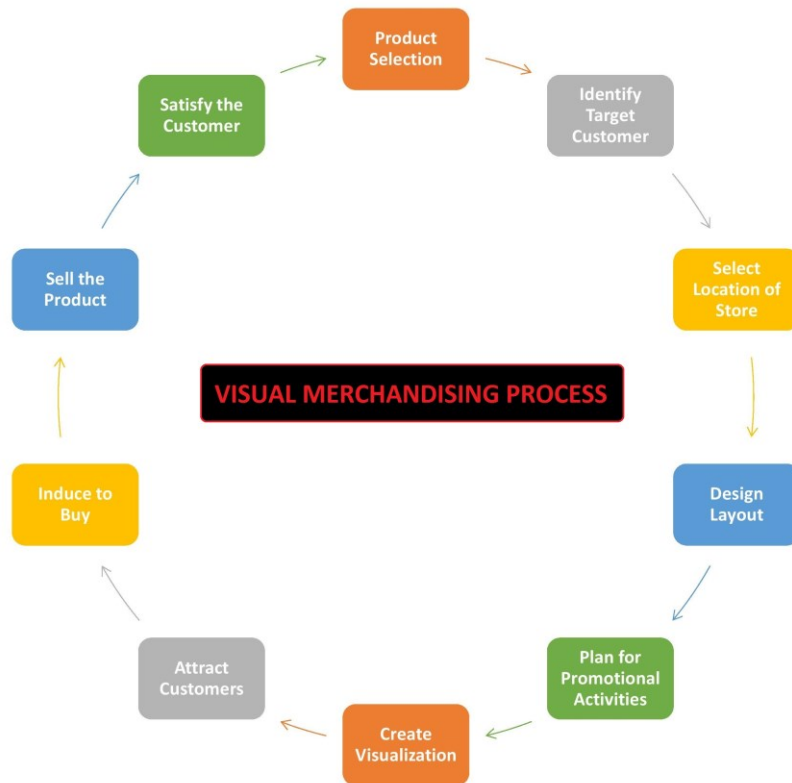 Product
Selection
Identify
Target
Customer
Select
Location of
Store
Design
Layout
Plan for
Promotional
Activities
Create
Visualization
Attract
Customers
Induce to
Buy
Sell the
Product
Satisfy the
Customer
VISUAL MERCHANDISING PROCESS